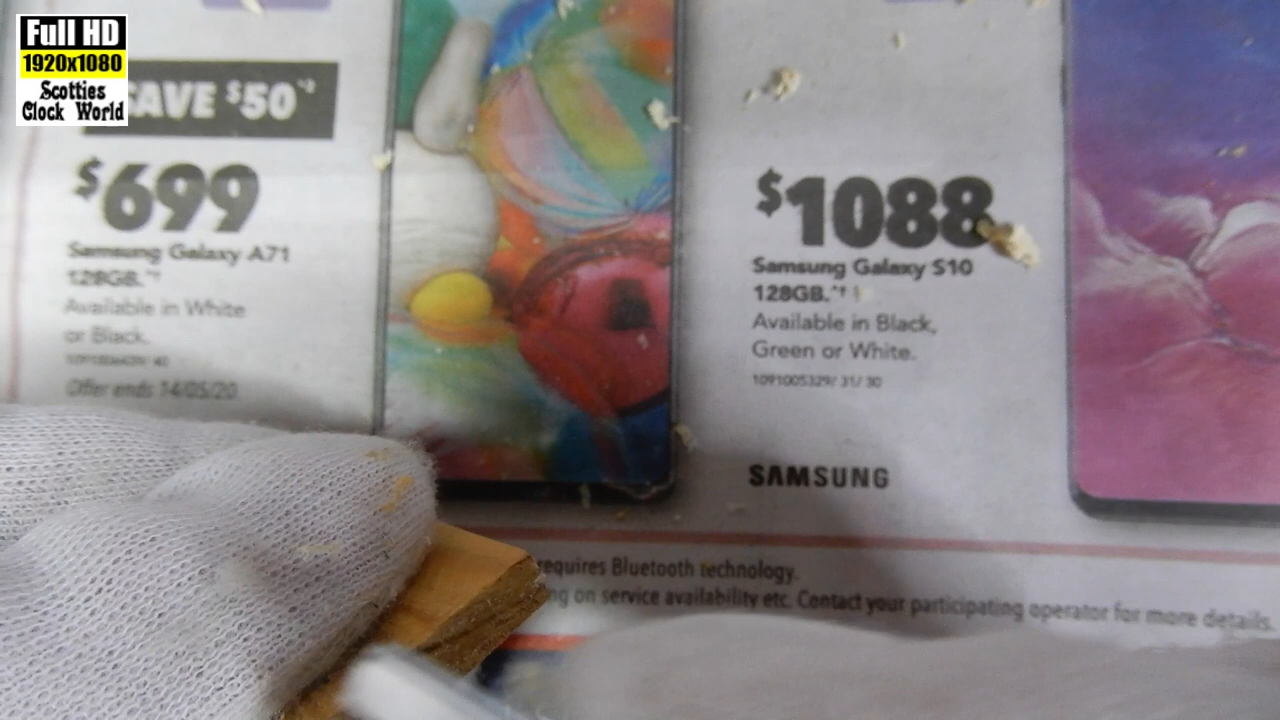 Full HD
1920x1080
Scotties
Clock World
SAVE $50
$699
Samsung Galaxy A71
128GB.
Available in White
or Black.
Offer ends 14/05/20
$1088
Samsung Galaxy S10
128GB.
Available in Black,
Green or White.
1091005329/ 31/ 30
SAMSUNG
requires Bluetooth technology.
ng on service availability etc. Contact your participating operator for more details.